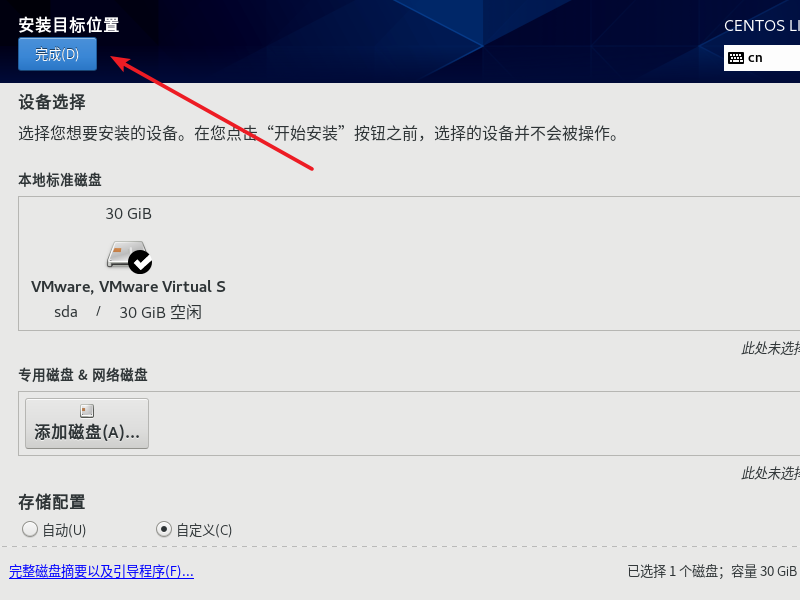 安装目标位置
CENTOS LI
完成(D)
cn
设备选择
选择您想要安装的设备。在您点击“开始安装”按钮之前，选择的设备并不会被操作。
本地标准磁盘
30 GiB
VMware, VMware Virtual S
sda / 30 GiB 空闲
此处未选择
专用磁盘 & 网络磁盘
添加磁盘(A)...
此处未选择
存储配置
自动(U) 自定义(C)
完整磁盘摘要以及引导程序(F)...
已选择 1 个磁盘；容量 30 GiB